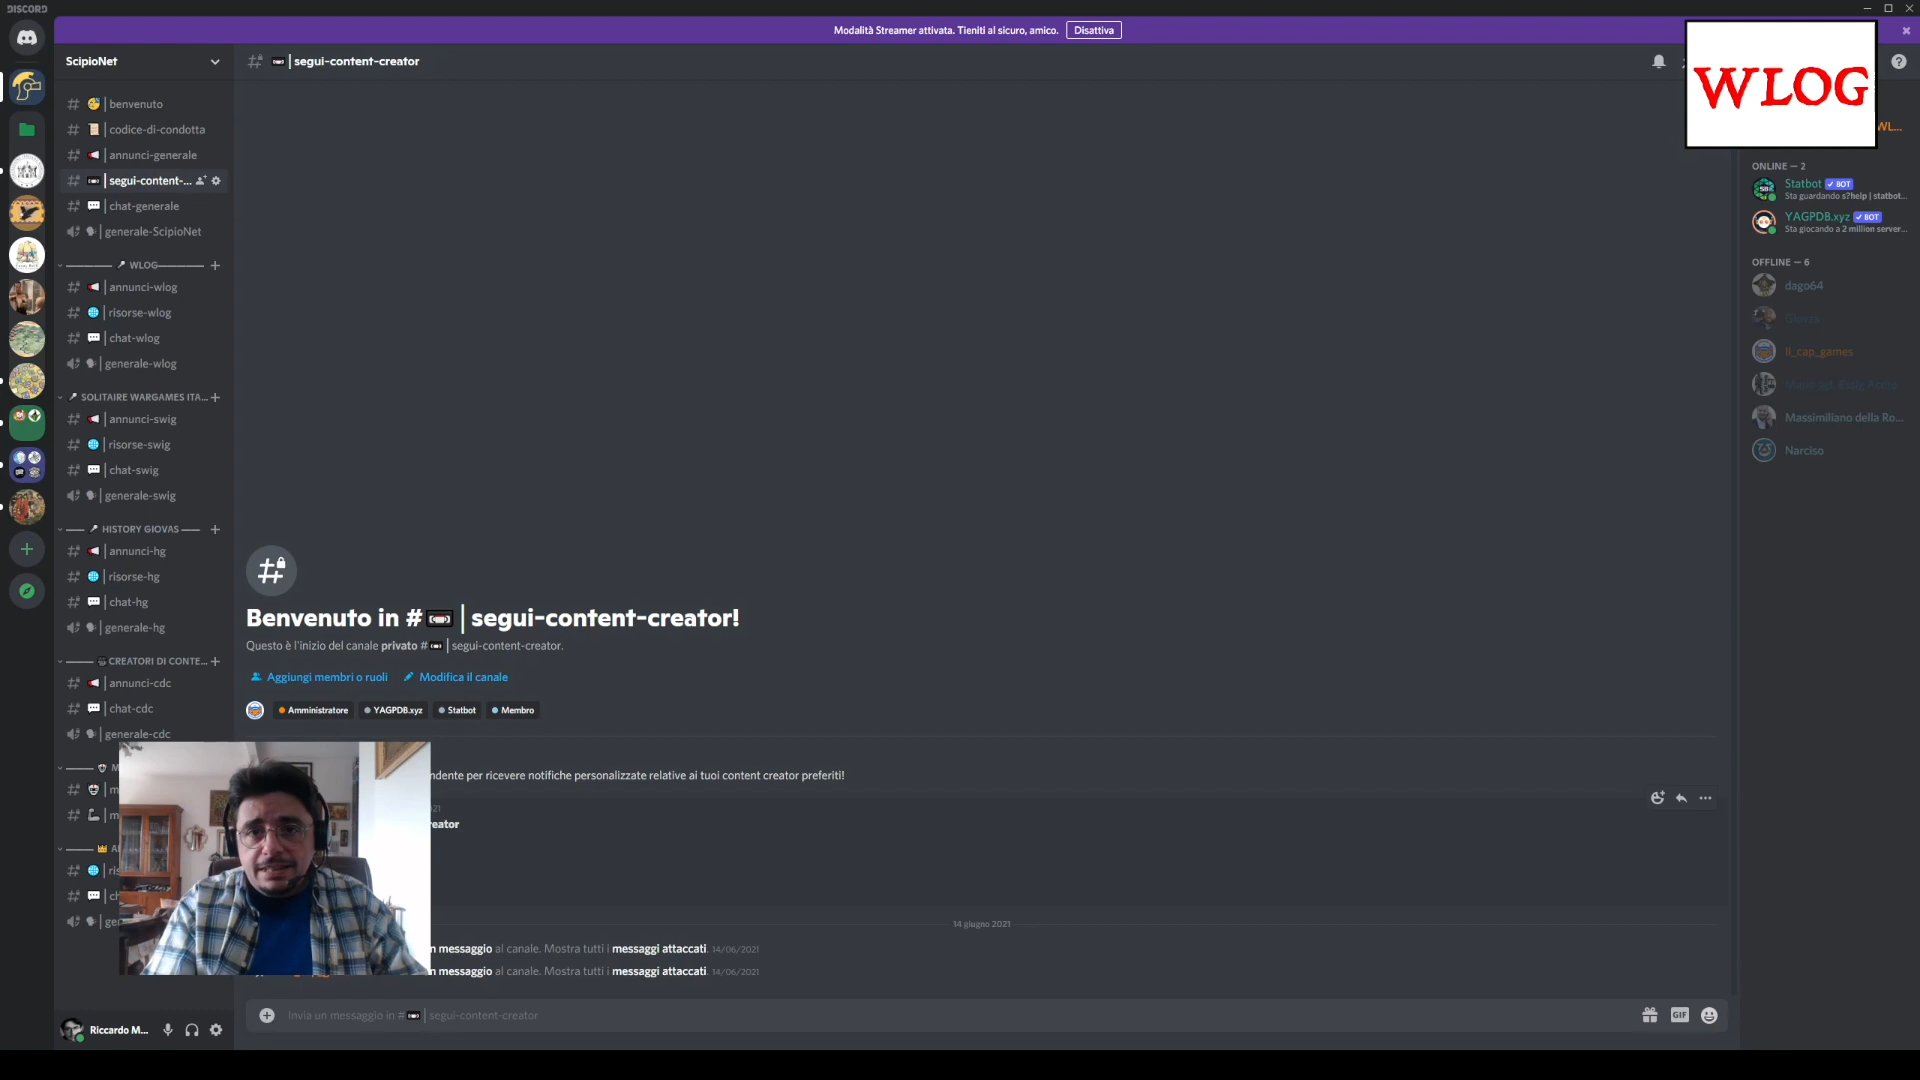 DISCORD
Modalità Streamer attivata. Tieniti al sicuro, amico. Disattiva
ScipioNet
| segui-content-creator
WLOG
WL...
| benvenuto
| codice-di-condotta
| annunci-generale
| segui-content-...
| chat-generale
| generale-ScipioNet
WLOG
| annunci-wlog
| risorse-wlog
| chat-wlog
| generale-wlog
SOLITAIRE WARGAMES ITA...
| annunci-swig
| risorse-swig
| chat-swig
| generale-swig
HISTORY GIOVAS
| annunci-hg
| risorse-hg
| chat-hg
| generale-hg
CREATORI DI CONTE...
| annunci-cdc
| chat-cdc
| generale-cdc
M
| m
| m
A
| ris
| ch
| ge
Riccardo M...
Benvenuto in # | segui-content-creator!
Questo è l'inizio del canale privato # | segui-content-creator.
Aggiungi membri o ruoli Modifica il canale
Amministratore YAGPDB.xyz Statbot Membro
ndente per ricevere notifiche personalizzate relative ai tuoi content creator preferiti!
21
eator
14 giugno 2021
n messaggio al canale. Mostra tutti i messaggi attaccati. 14/06/2021
n messaggio al canale. Mostra tutti i messaggi attaccati. 14/06/2021
Invia un messaggio in # | segui-content-creator
GIF
ONLINE — 2
Statbot BOT
Sta guardando s?help | statbot...
YAGPDB.xyz BOT
Sta giocando a 2 million server...
OFFLINE — 6
dago64
Giovas
Il_cap_games
Massimiliano della Ro...
Narciso